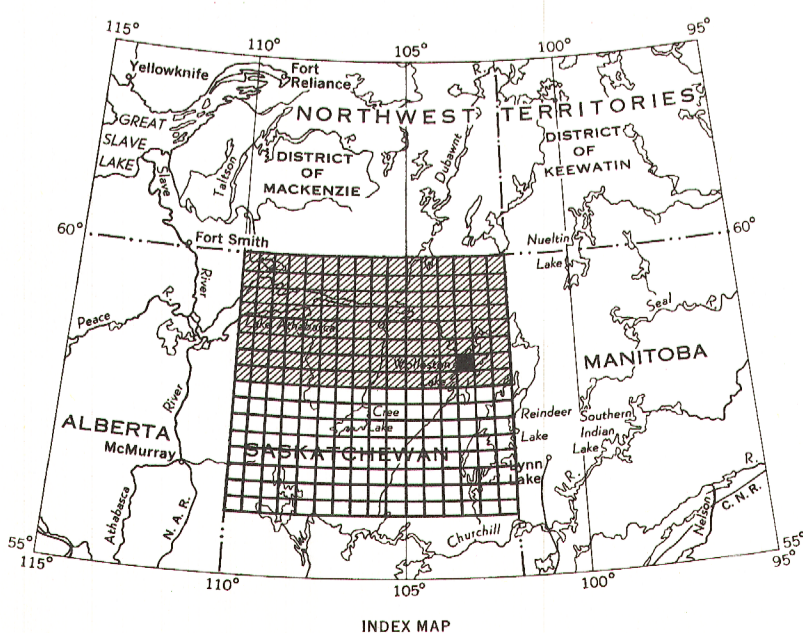 115°
110°
105°
100°
95°
Yellowknife
Fort
Reliance
NORTHWEST TERRITORIES
GREAT
SLAVE
LAKE
Slave
Taltson
R.
DISTRICT
OF
MACKENZIE
Dubawnt
R.
DISTRICT
OF
KEEWATIN
60°
Fort Smith
Nueltin
Lake
60°
River
Peace
R.
Lake Athabasca
Wollaston
Lake
Seal
R.
MANITOBA
River
ALBERTA
McMurray
Cree
Lake
SASKATCHEWAN
Reindeer
Lake
Southern
Indian
Lake
Lynn
Lake
R.
Athabasca
N.A.R.
Churchill
Nelson
R.
C.N.R.
55°
115°
110°
105°
100°
55°
95°
INDEX MAP